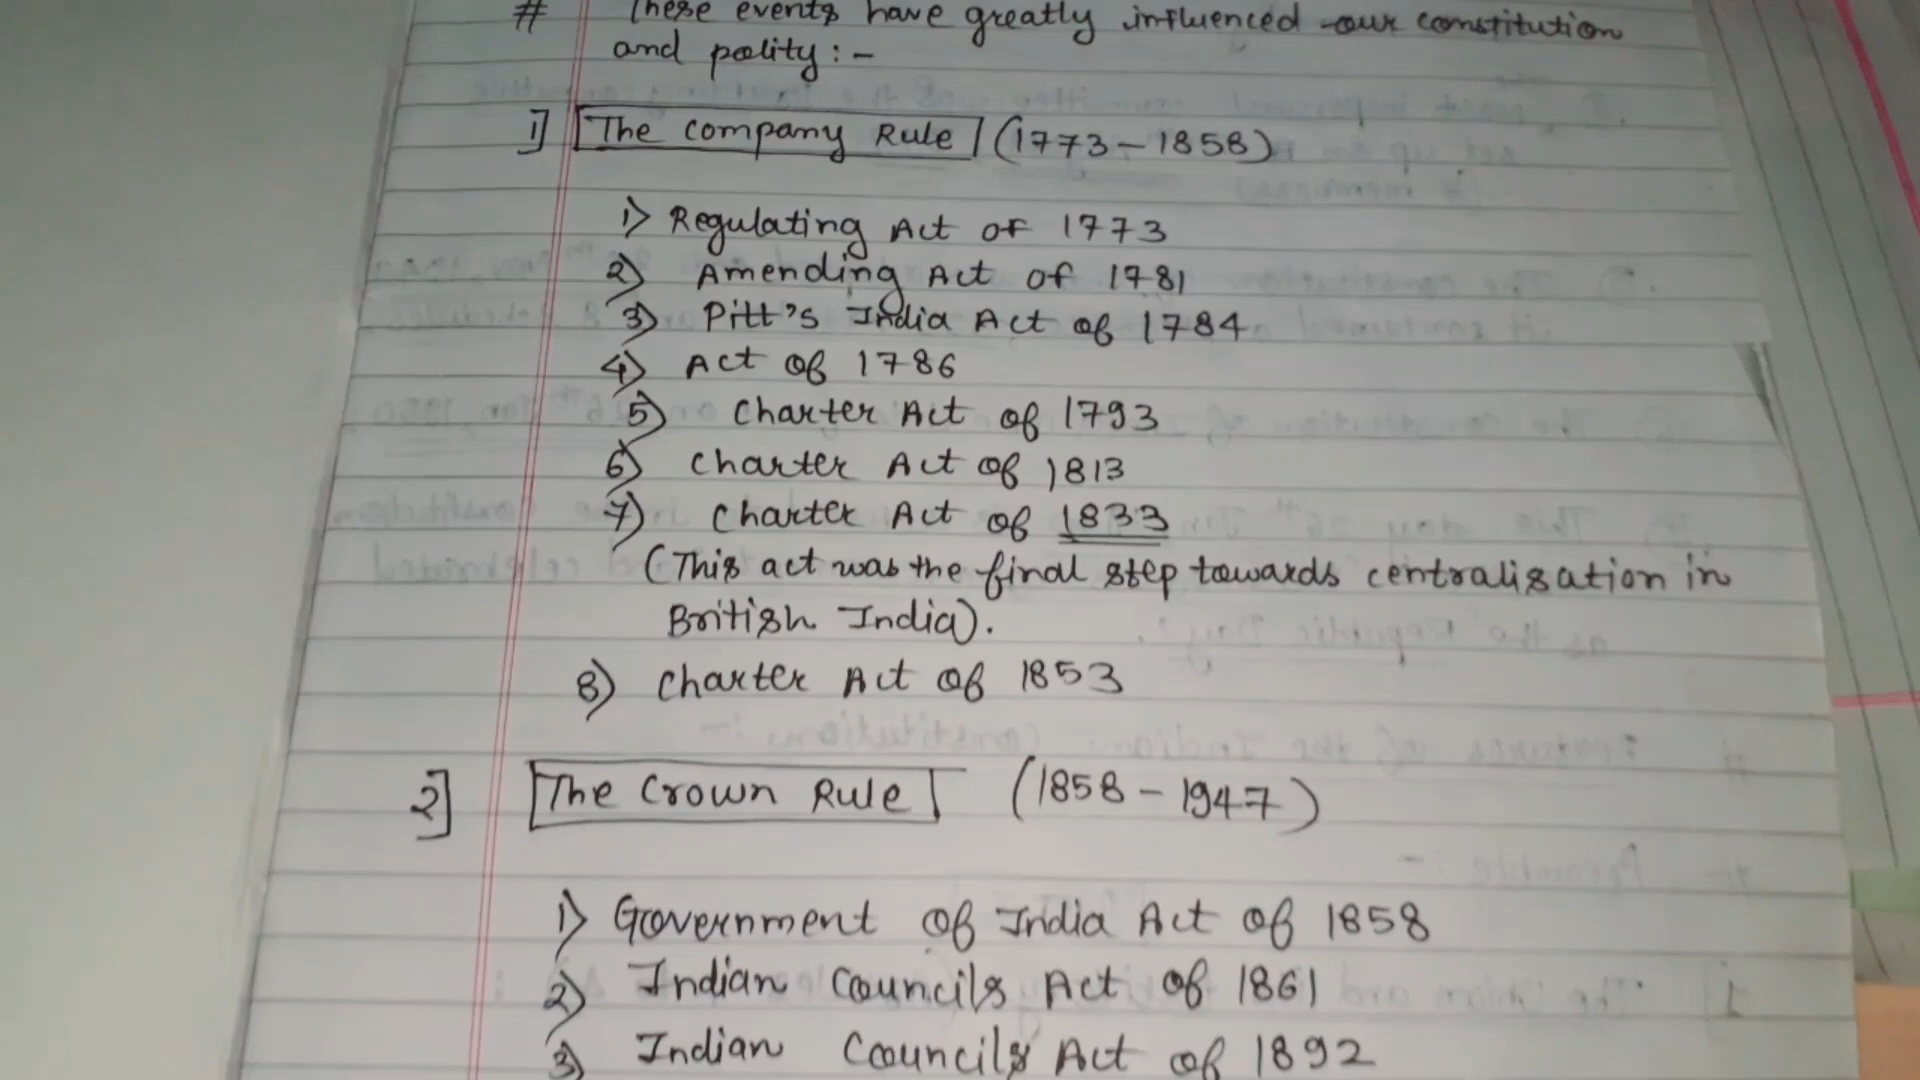 # These events have greatly influenced our constitution
and polity :-
1] The Company Rule (1773-1858)
1) Regulating Act of 1773
2) Amending Act of 1781
3) Pitt's India Act of 1784
4) Act of 1786
5) Charter Act of 1793
6) Charter Act of 1813
7) Charter Act of 1833
(This act was the final step towards centralisation in
British India).
8) Charter Act of 1853
2] The Crown Rule (1858-1947)
1) Government of India Act of 1858
2) Indian Councils Act of 1861
3) Indian Councils Act of 1892